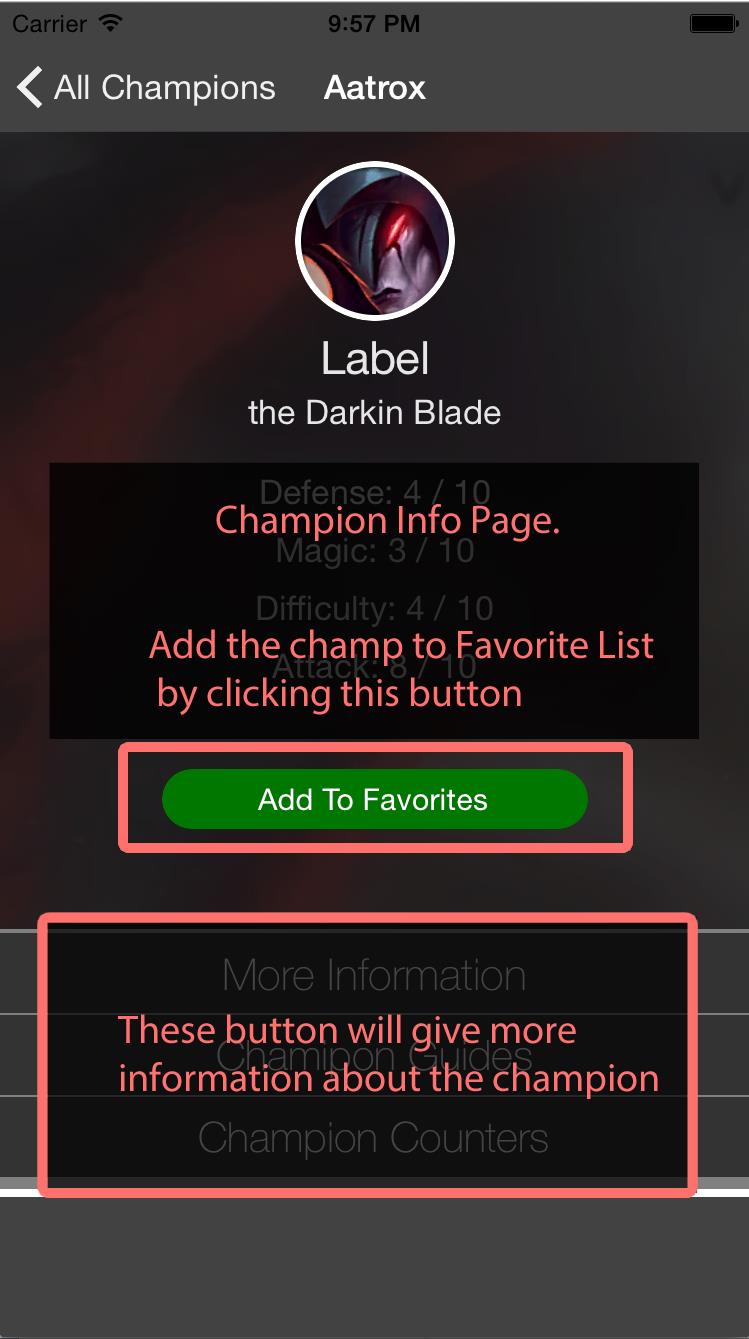 Carrier 9:57 PM
All Champions Aatrox
Label
the Darkin Blade
Defense: 4 / 10
Champion Info Page.
Magic: 3 / 10
Difficulty: 4 / 10
Add the champ to Favorite List
Attack: 8 / 10
by clicking this button
Add To Favorites
More Information
These button will give more
Chamipon Guides
information about the champion
Champion Counters